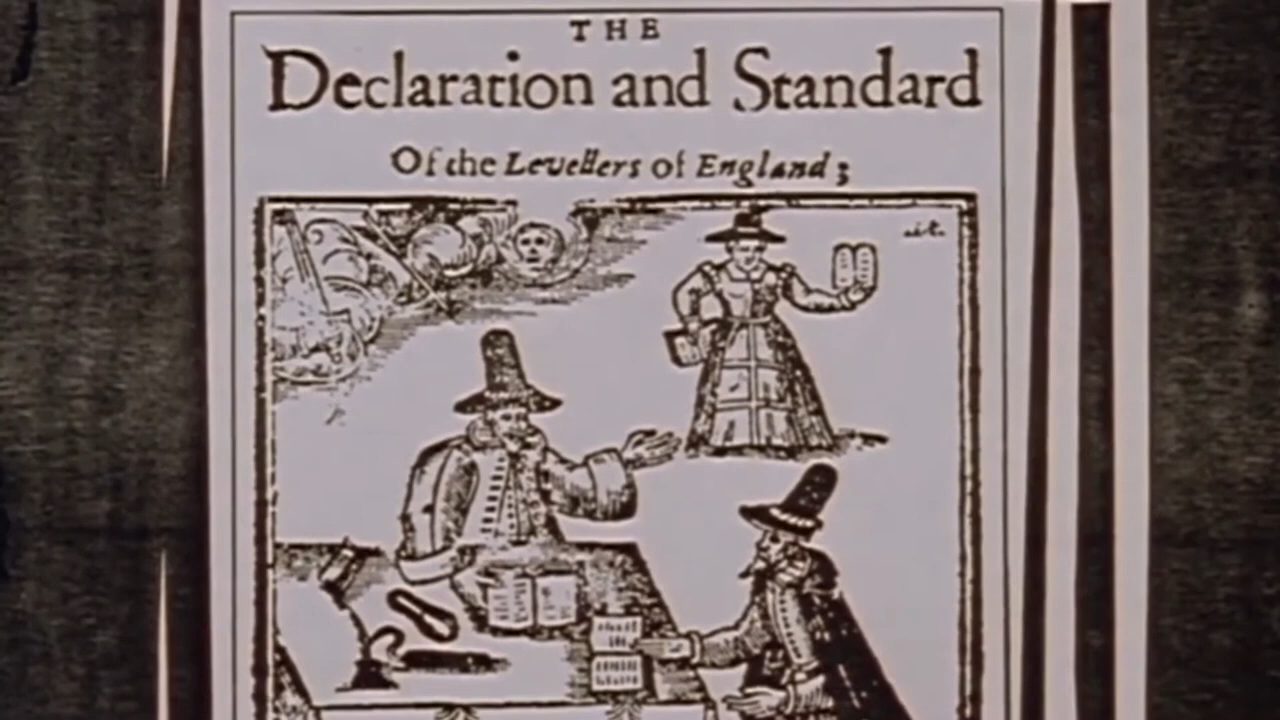 THE
Declaration and Standard
Of the Levellers of England;